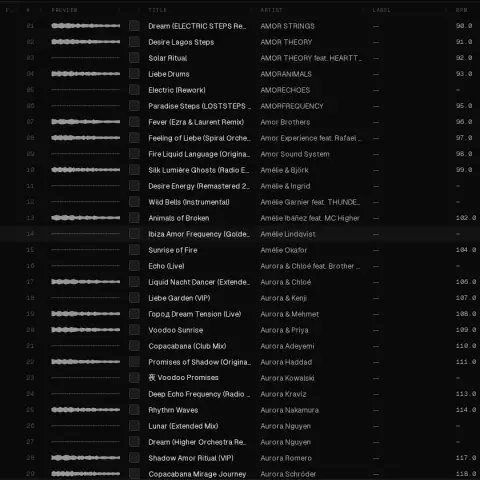 # PREVIEW TITLE ARTIST LABEL BPM
01 Dream (ELECTRIC STEPS Re... AMOR STRINGS — 90.0
02 Desire Lagos Steps AMOR THEORY — 91.0
03 Solar Ritual AMOR THEORY feat. HEARTT... — 92.0
04 Liebe Drums AMORANIMALS — 93.0
05 Electric (Rework) AMORECHOES — –
06 Paradise Steps (LOSTSTEPS ... AMORFREQUENCY — 95.0
07 Fever (Ezra & Laurent Remix) Amor Brothers — 96.0
08 Feeling of Liebe (Spiral Orche... Amor Experience feat. Rafael ... — 97.0
09 Fire Liquid Language (Origina... Amor Sound System — 98.0
10 Silk Lumière Ghosts (Radio E... Amélie & Björk — 99.0
11 Desire Energy (Remastered 2... Amélie & Ingrid — –
12 Wild Bells (Instrumental) Amélie Garnier feat. THUNDE... — –
13 Animals of Broken Amélie Ibáñez feat. MC Higher — 102.0
14 Ibiza Amor Frequency (Golde... Amélie Lindqvist — –
15 Sunrise of Fire Amélie Okafor — 104.0
16 Echo (Live) Aurora & Chloé feat. Brother ... — –
17 Liquid Nacht Dancer (Extende... Aurora & Chloé — 106.0
18 Liebe Garden (VIP) Aurora & Kenji — 107.0
19 Город Dream Tension (Live) Aurora & Mehmet — 108.0
20 Voodoo Sunrise Aurora & Priya — 109.0
21 Copacabana (Club Mix) Aurora Adeyemi — 110.0
22 Promises of Shadow (Origina... Aurora Haddad — 111.0
23 夜 Voodoo Promises Aurora Kowalski — –
24 Deep Echo Frequency (Radio ... Aurora Kraviz — 113.0
25 Rhythm Waves Aurora Nakamura — 114.0
26 Lunar (Extended Mix) Aurora Nguyen — –
27 Dream (Higher Orchestra Re... Aurora Nguyen — –
28 Shadow Amor Ritual (VIP) Aurora Romero — 117.0
29 Copacabana Mirage Journey Aurora Schröder — 118.0